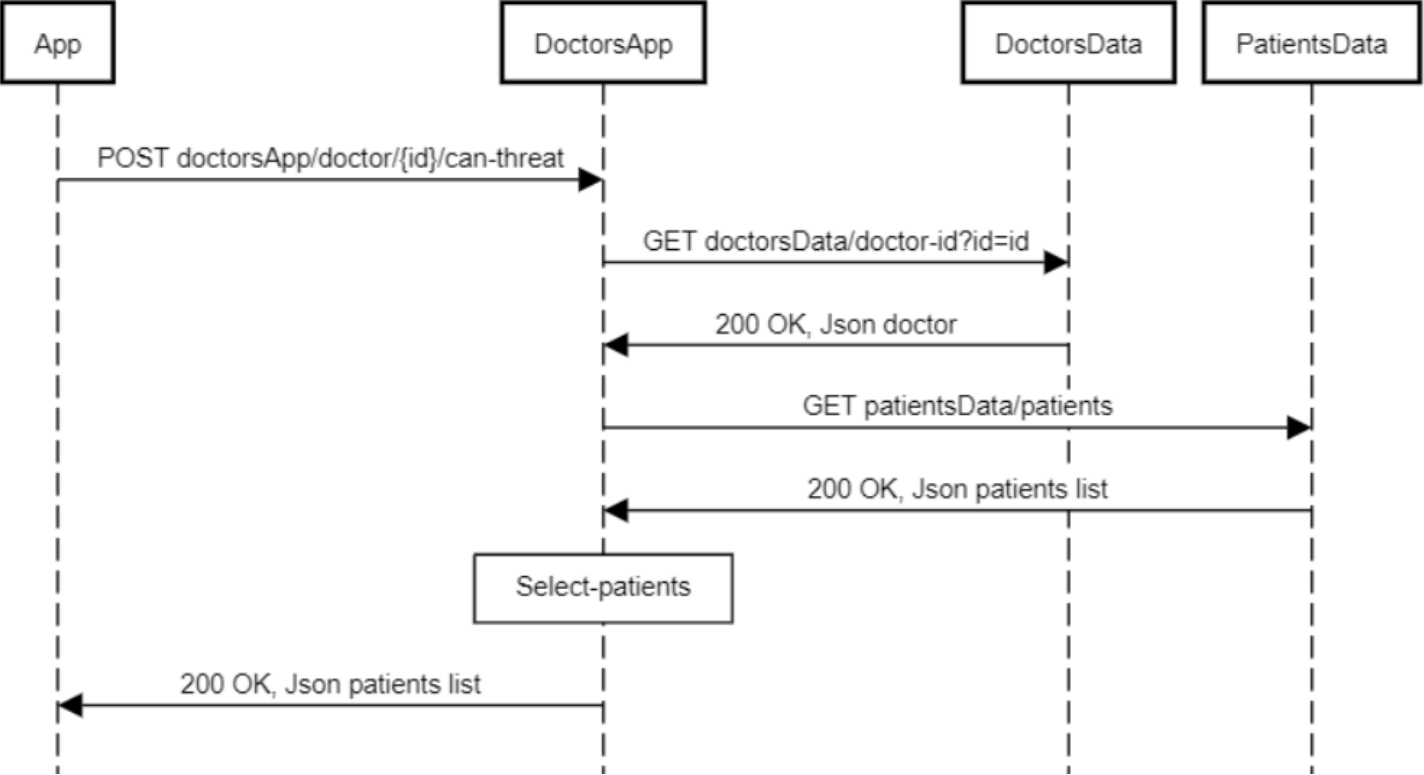 App
DoctorsApp
DoctorsData
PatientsData
POST doctorsApp/doctor/{id}/can-threat
GET doctorsData/doctor-id?id=id
200 OK, Json doctor
GET patientsData/patients
200 OK, Json patients list
Select-patients
200 OK, Json patients list